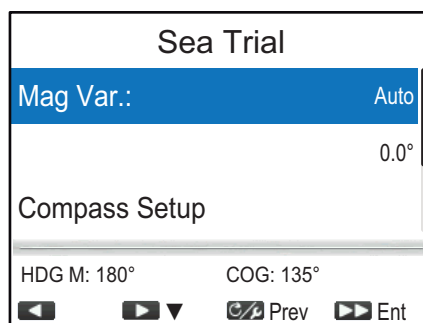 Sea Trial
Mag Var.: Auto
0.0°
Compass Setup
HDG M: 180° COG: 135°
◀ ▶ ▼ Prev ▶▶ Ent